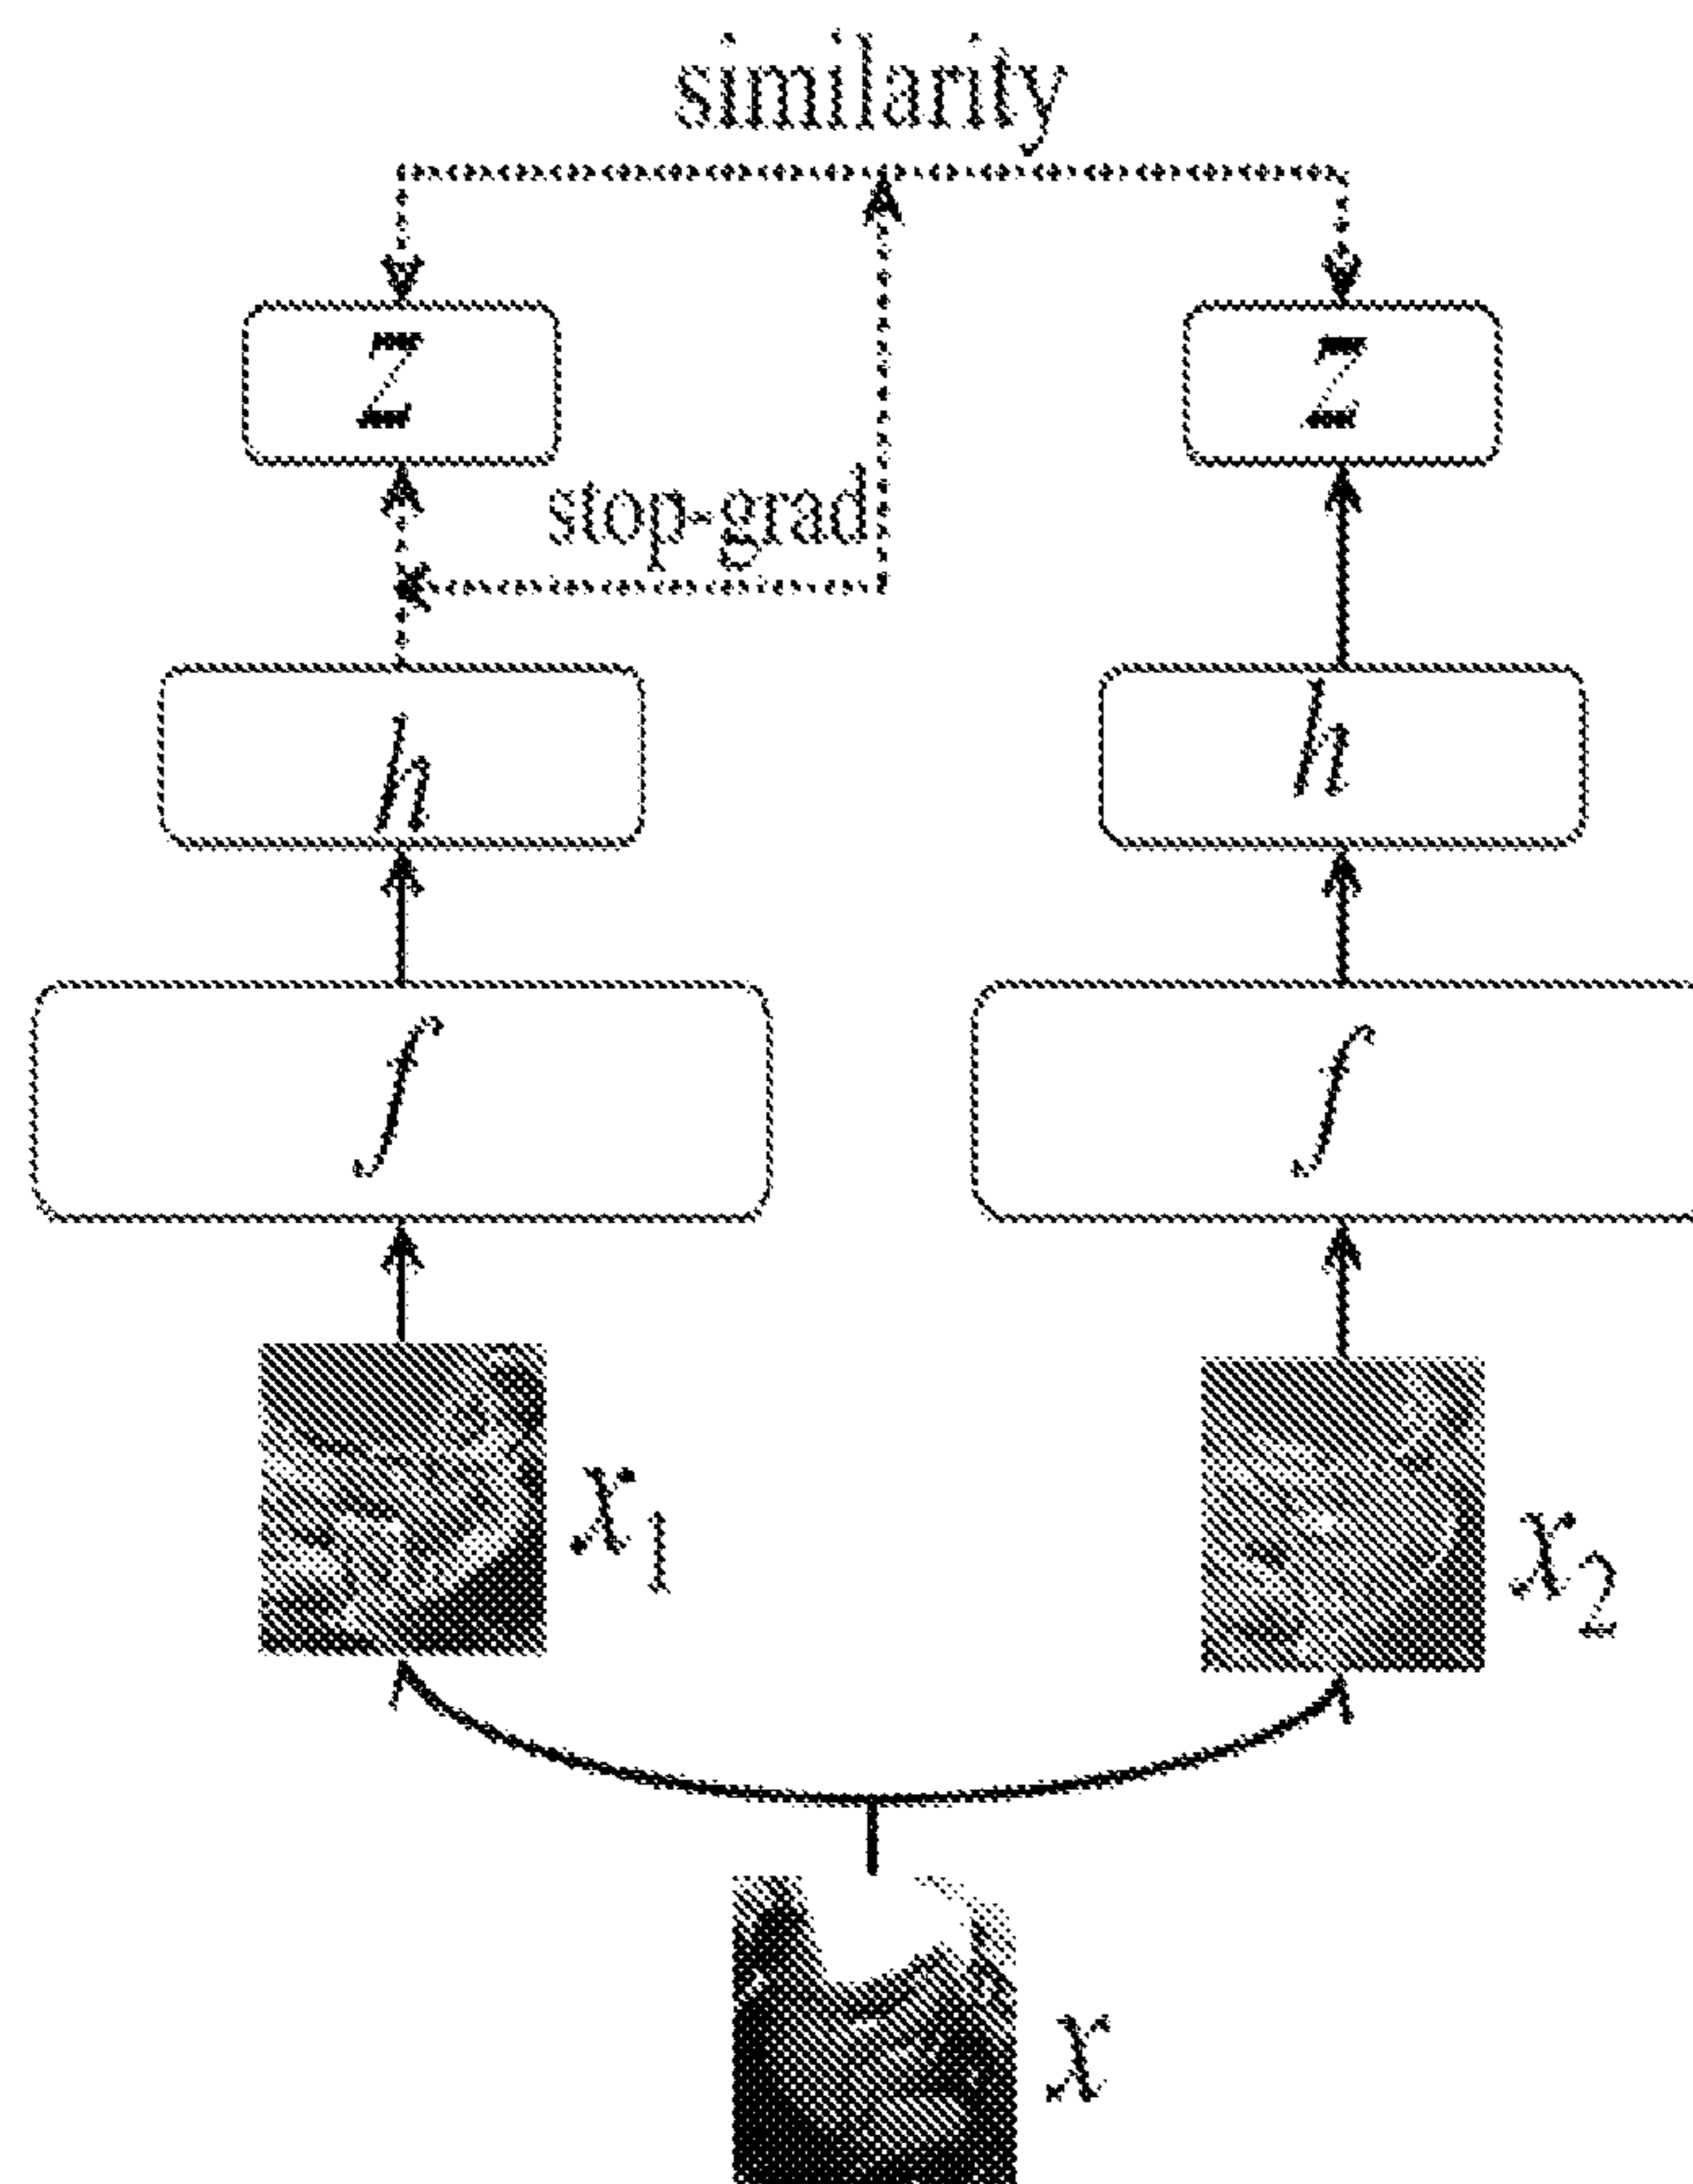 similarity
Z Z
stop-grad
h h
f f
x1 x2
x